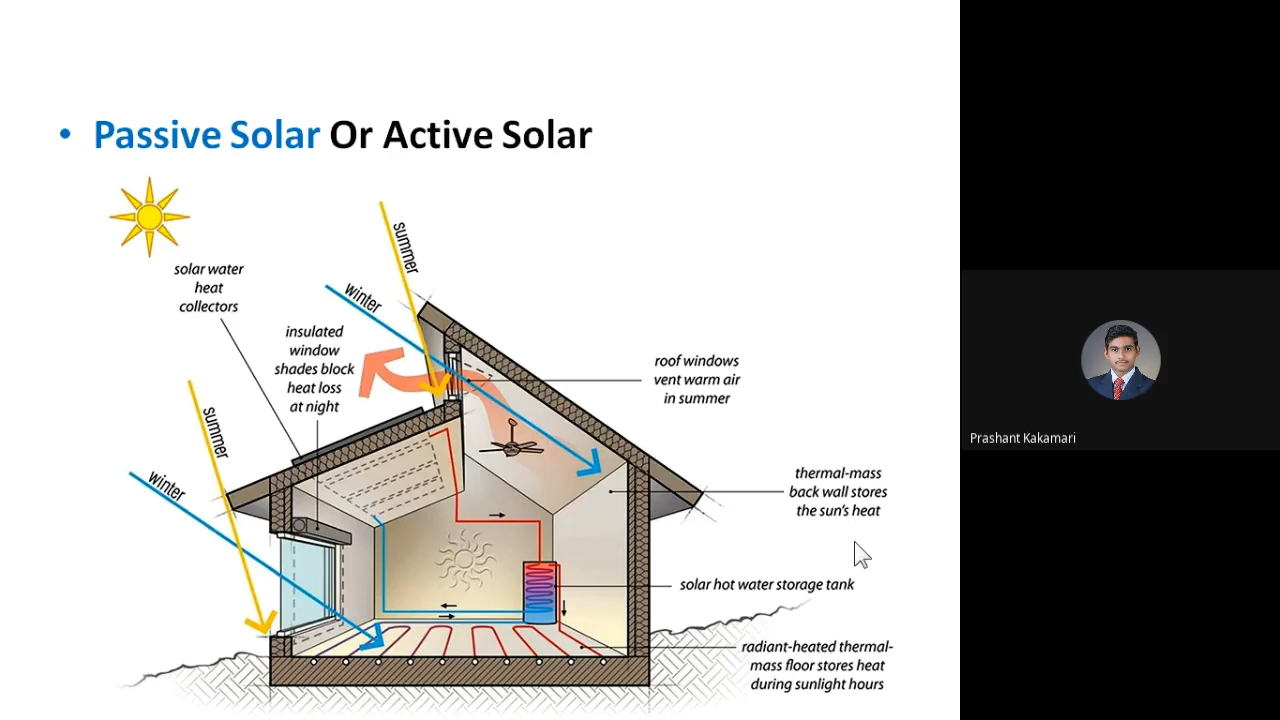 • Passive Solar Or Active Solar
summer
solar water
heat
collectors
winter
insulated
window
shades block
heat loss
at night
roof windows
vent warm air
in summer
summer
winter
thermal-mass
back wall stores
the sun's heat
Prashant Kakamari
solar hot water storage tank
radiant-heated thermal-
mass floor stores heat
during sunlight hours